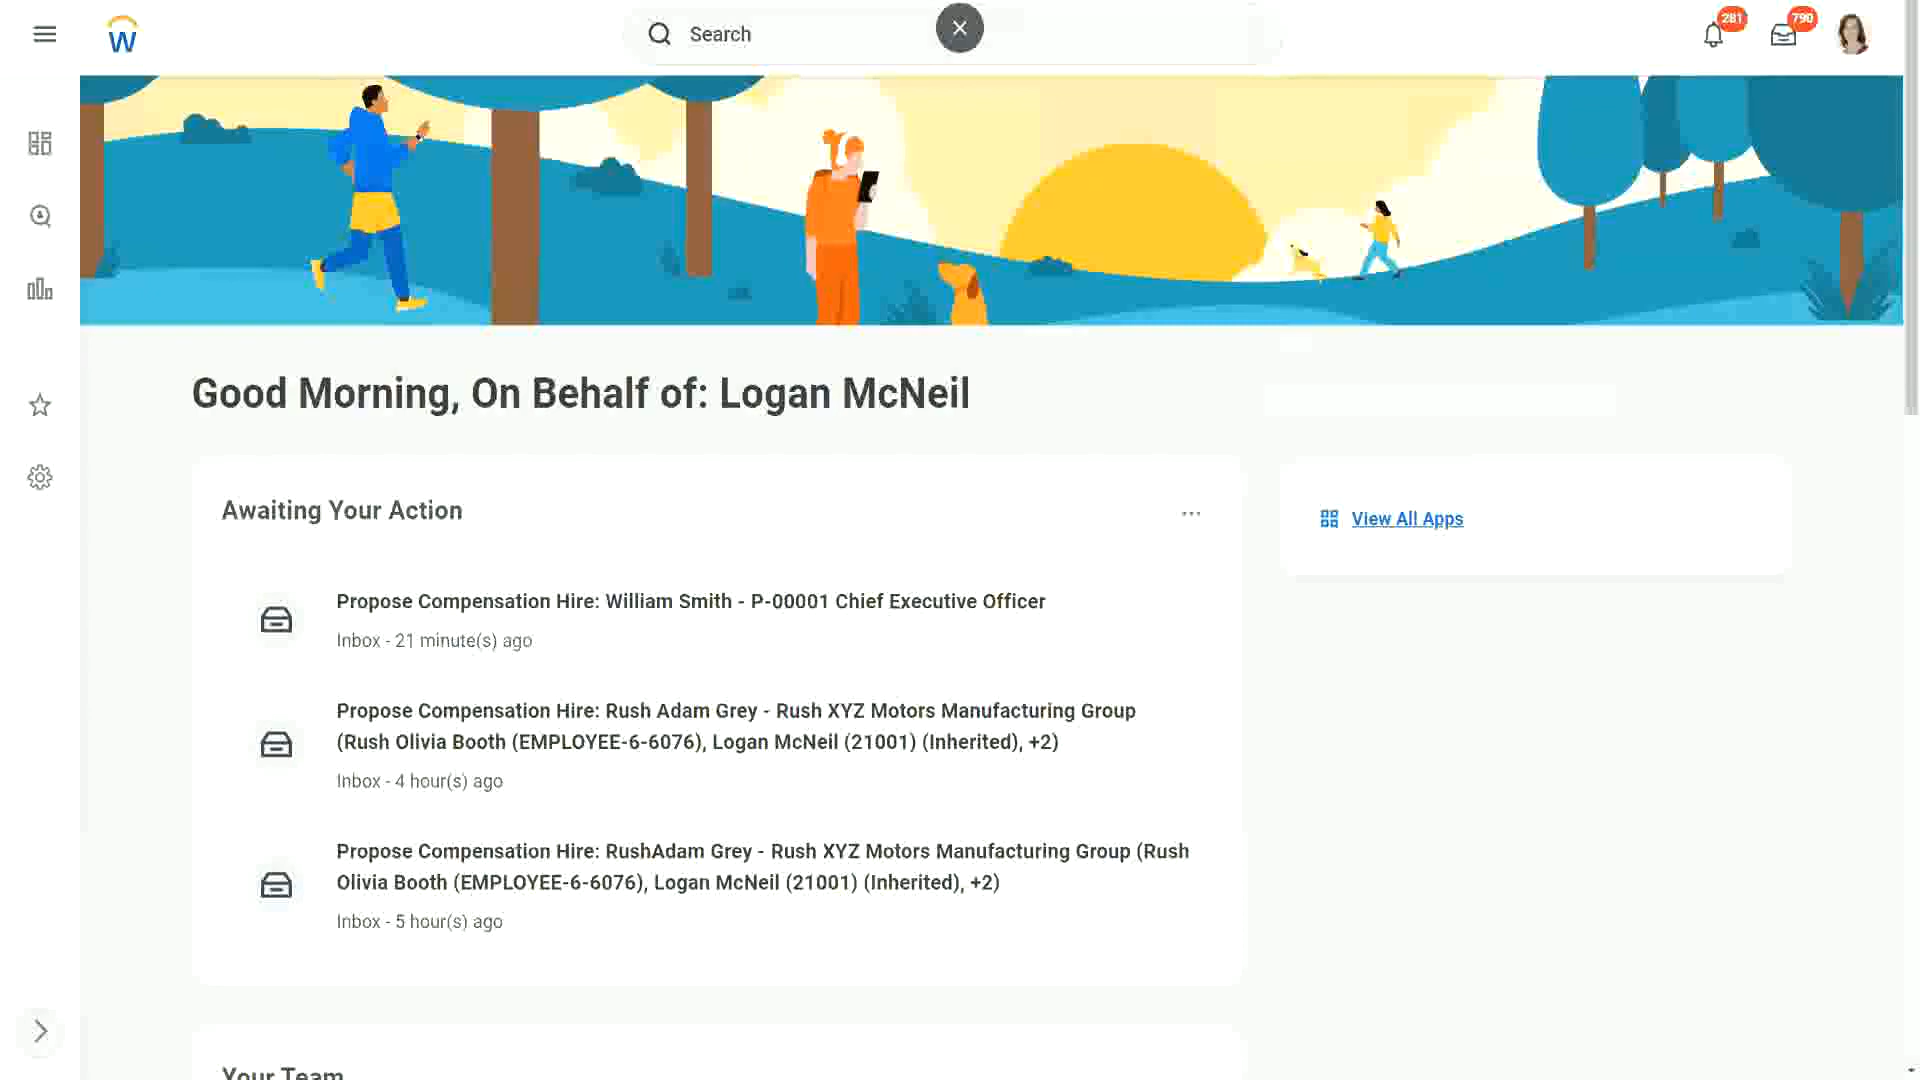 W
Search
281
790
Good Morning, On Behalf of: Logan McNeil
Awaiting Your Action
View All Apps
Propose Compensation Hire: William Smith - P-00001 Chief Executive Officer
Inbox - 21 minute(s) ago
Propose Compensation Hire: Rush Adam Grey - Rush XYZ Motors Manufacturing Group
(Rush Olivia Booth (EMPLOYEE-6-6076), Logan McNeil (21001) (Inherited), +2)
Inbox - 4 hour(s) ago
Propose Compensation Hire: RushAdam Grey - Rush XYZ Motors Manufacturing Group (Rush
Olivia Booth (EMPLOYEE-6-6076), Logan McNeil (21001) (Inherited), +2)
Inbox - 5 hour(s) ago
Your Team